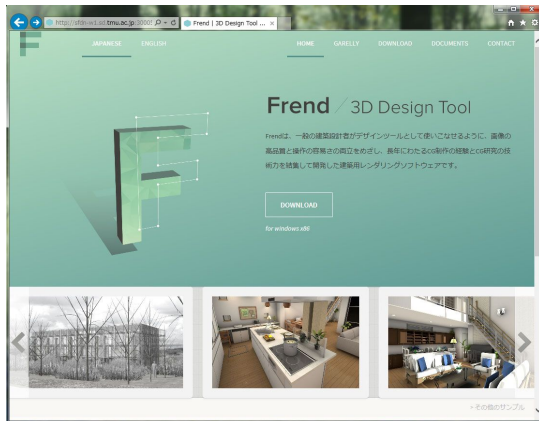 http://sfdn-w1.sd.tmu.ac.jp:3000
Frend | 3D Design Tool ...
JAPANESE ENGLISH HOME GARELLY DOWNLOAD DOCUMENTS CONTACT
Frend / 3D Design Tool
Frendは、一般の建築設計者がデザインツールとして使いこなせるように、画像の
高品質と操作の容易さの両立をめざし、長年にわたるCG制作の経験とCG研究の技
術力を結集して開発した建築用レンダリングソフトウェアです。
DOWNLOAD
for windows x86
>その他のサンプル